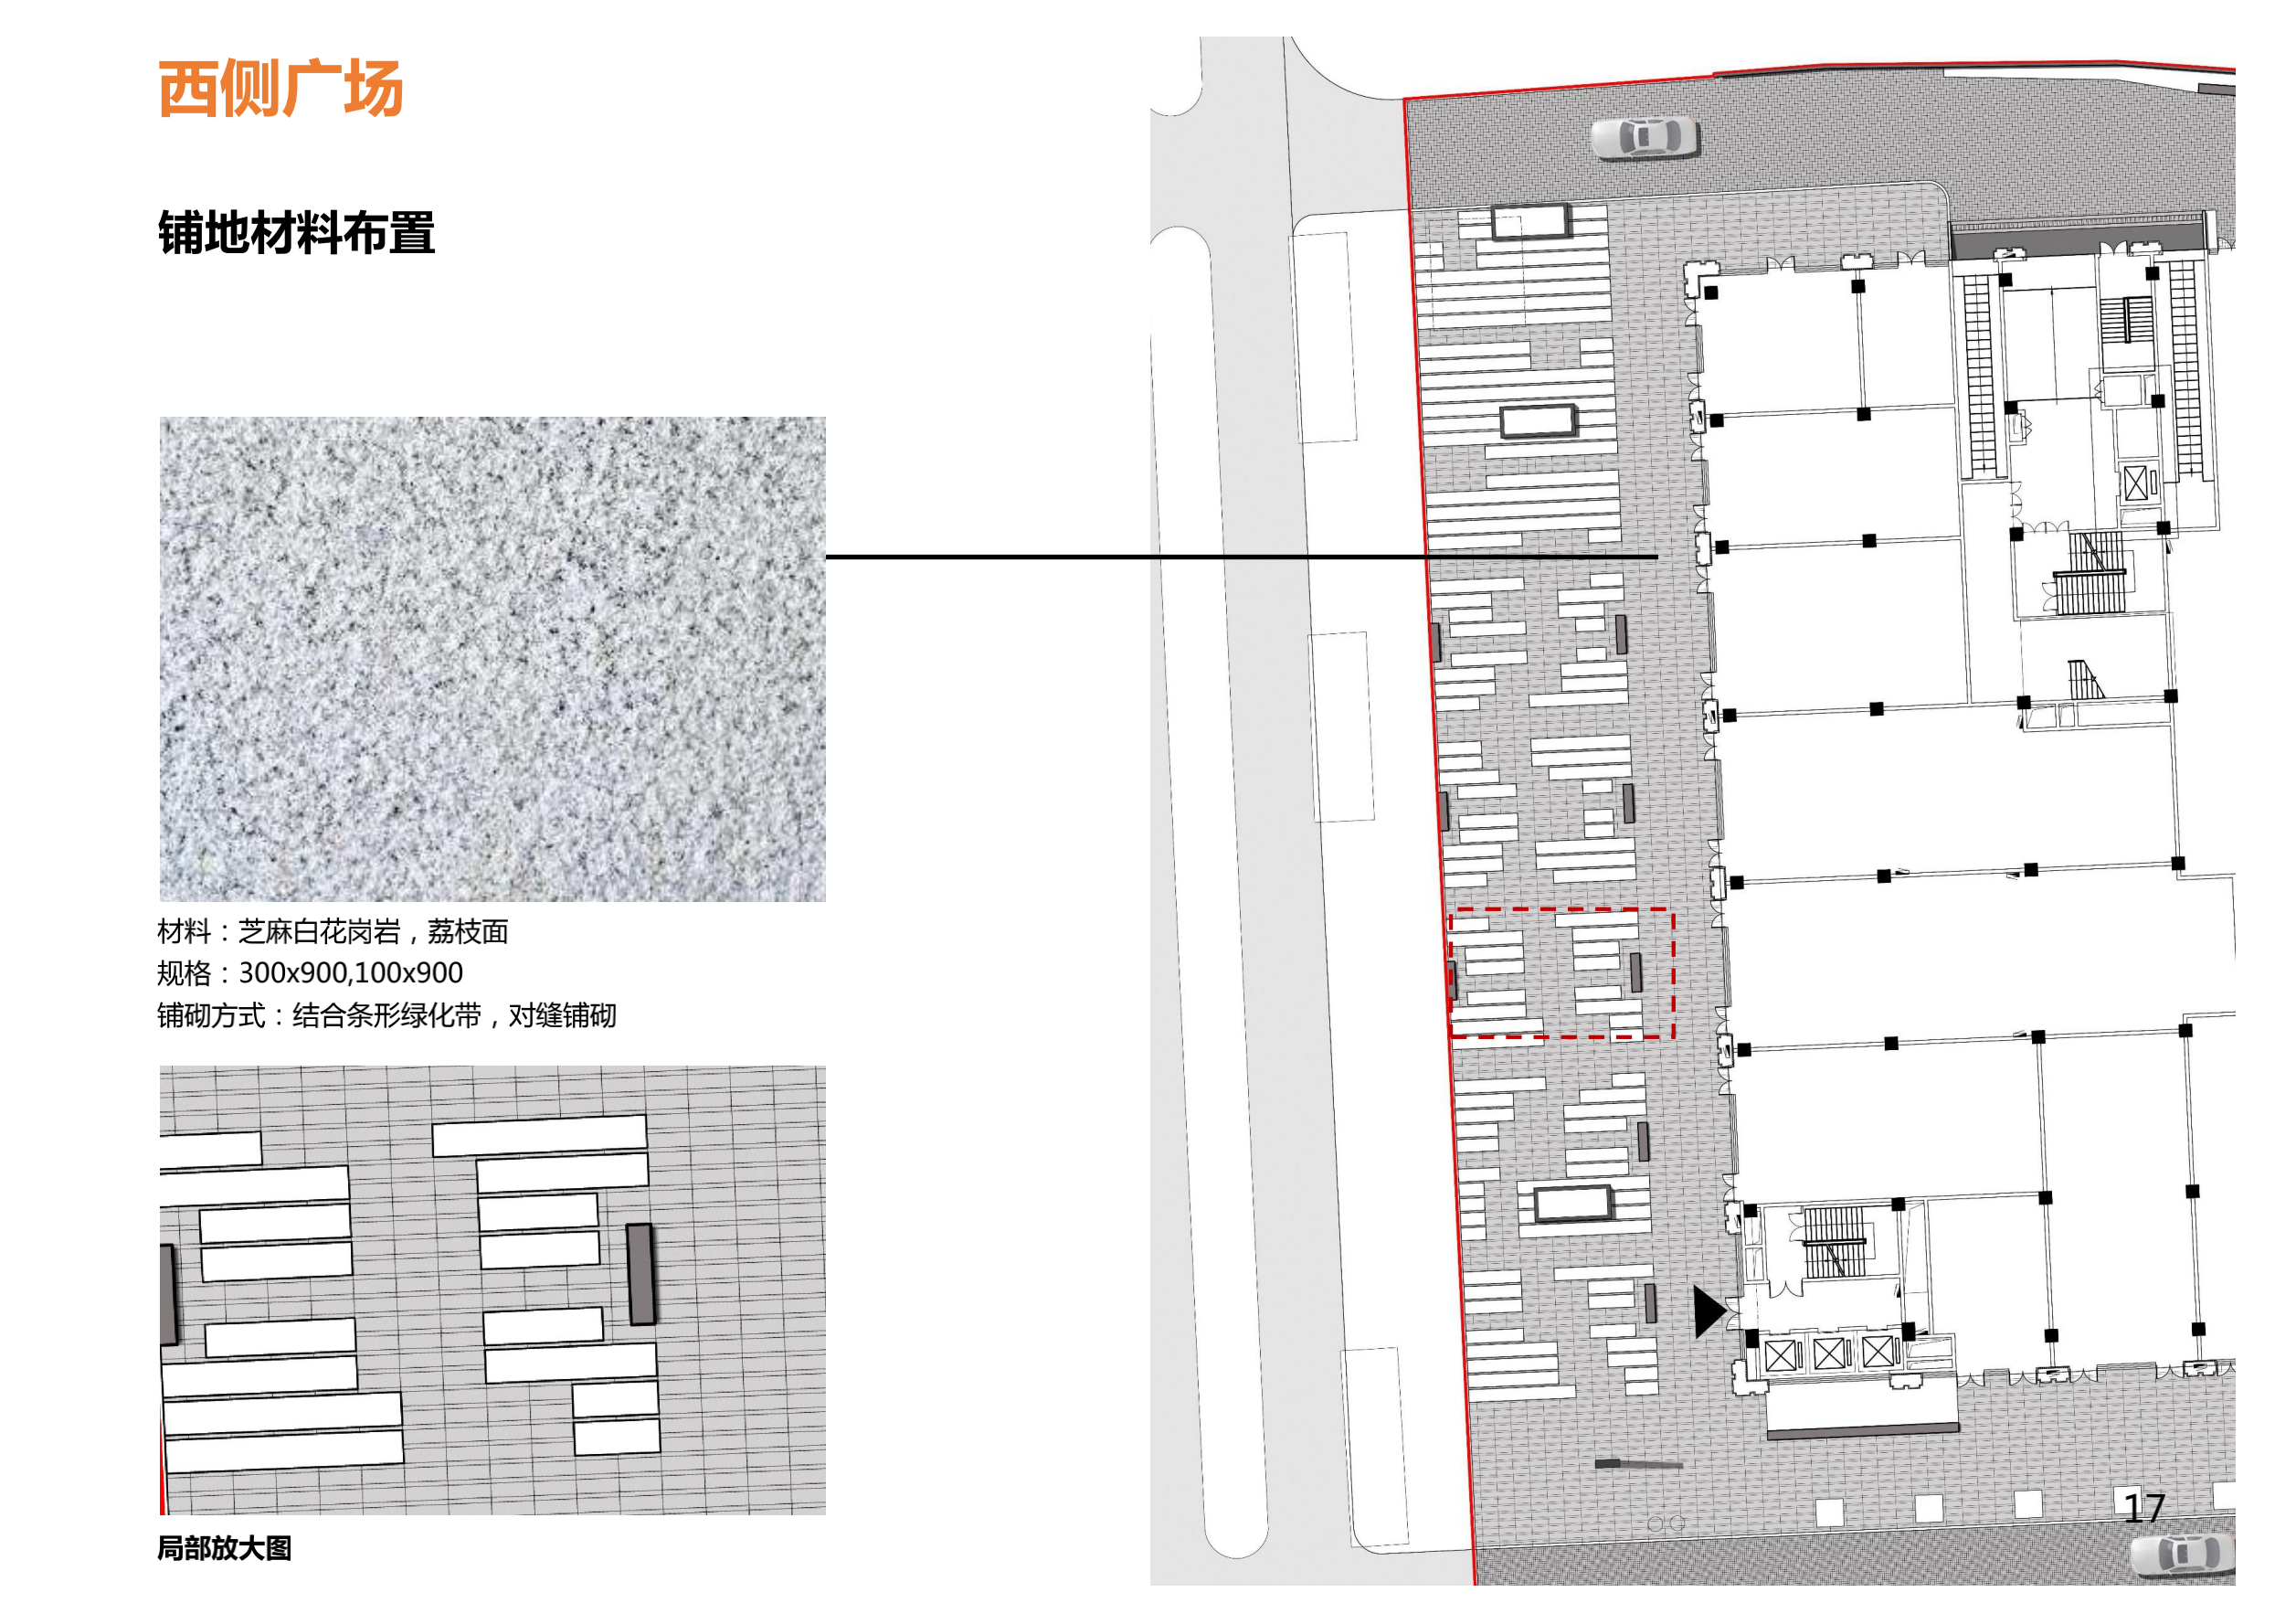 西侧广场
铺地材料布置
材料：芝麻白花岗岩，荔枝面
规格：300x900,100x900
铺砌方式：结合条形绿化带，对缝铺砌
局部放大图
17